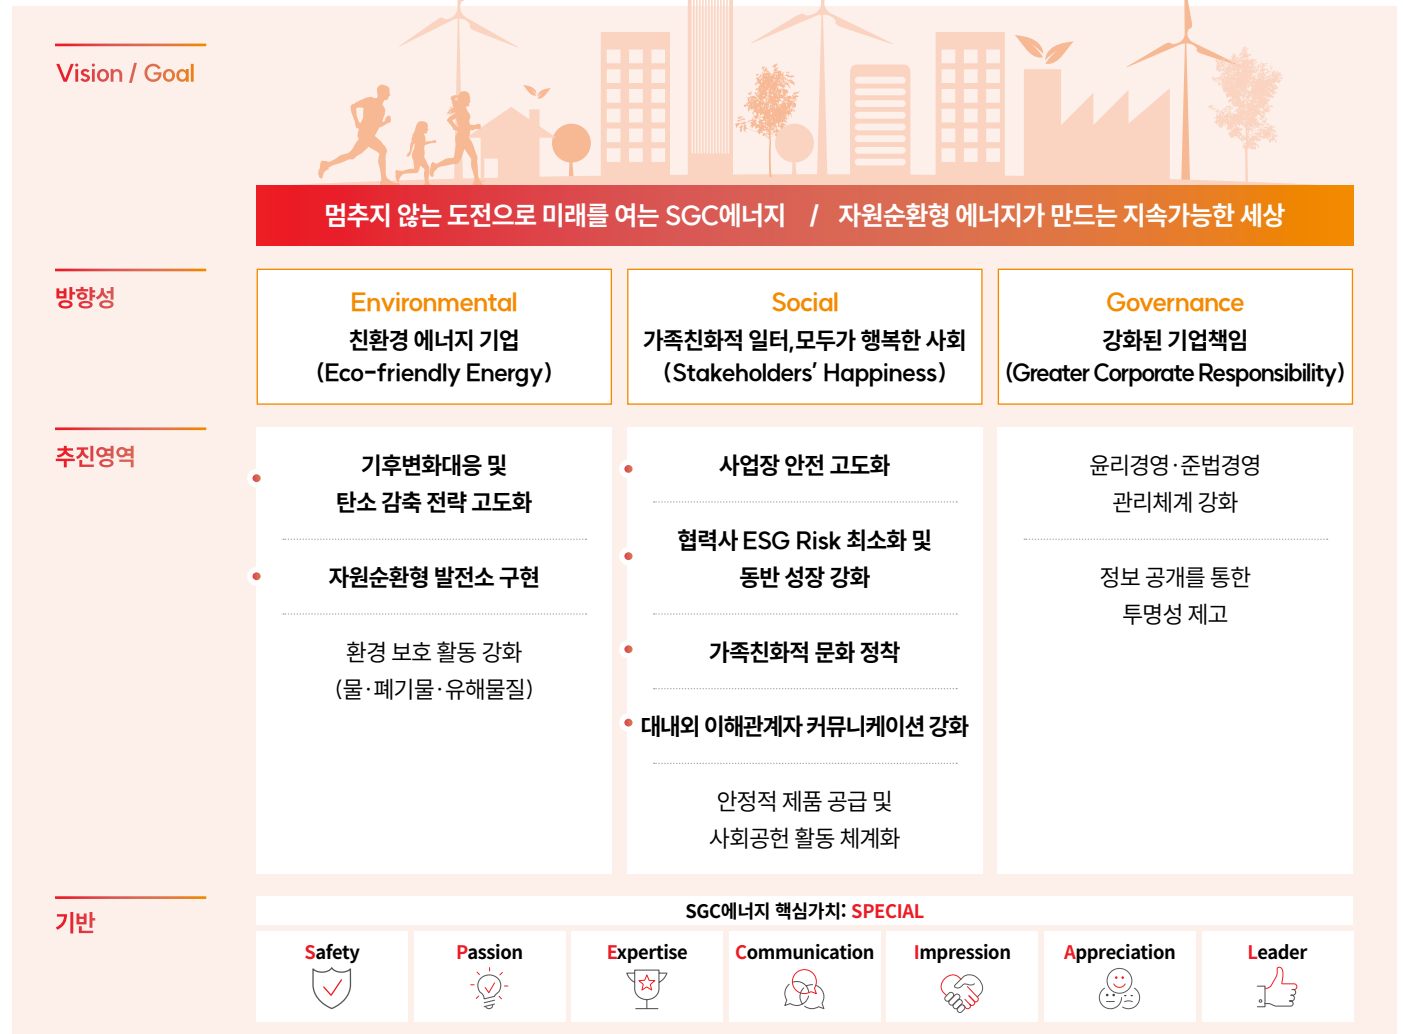 Vision / Goal
멈추지 않는 도전으로 미래를 여는 SGC에너지 / 자원순환형 에너지가 만드는 지속가능한 세상
방향성
Environmental
친환경 에너지 기업
(Eco-friendly Energy)
Social
가족친화적 일터,모두가 행복한 사회
(Stakeholders' Happiness)
Governance
강화된 기업책임
(Greater Corporate Responsibility)
추진영역
기후변화대응 및
탄소 감축 전략 고도화
자원순환형 발전소 구현
환경 보호 활동 강화
(물·폐기물·유해물질)
사업장 안전 고도화
협력사 ESG Risk 최소화 및
동반 성장 강화
가족친화적 문화 정착
대내외 이해관계자 커뮤니케이션 강화
안정적 제품 공급 및
사회공헌 활동 체계화
윤리경영·준법경영
관리체계 강화
정보 공개를 통한
투명성 제고
기반
SGC에너지 핵심가치: SPECIAL
Safety
Passion
Expertise
Communication
Impression
Appreciation
Leader